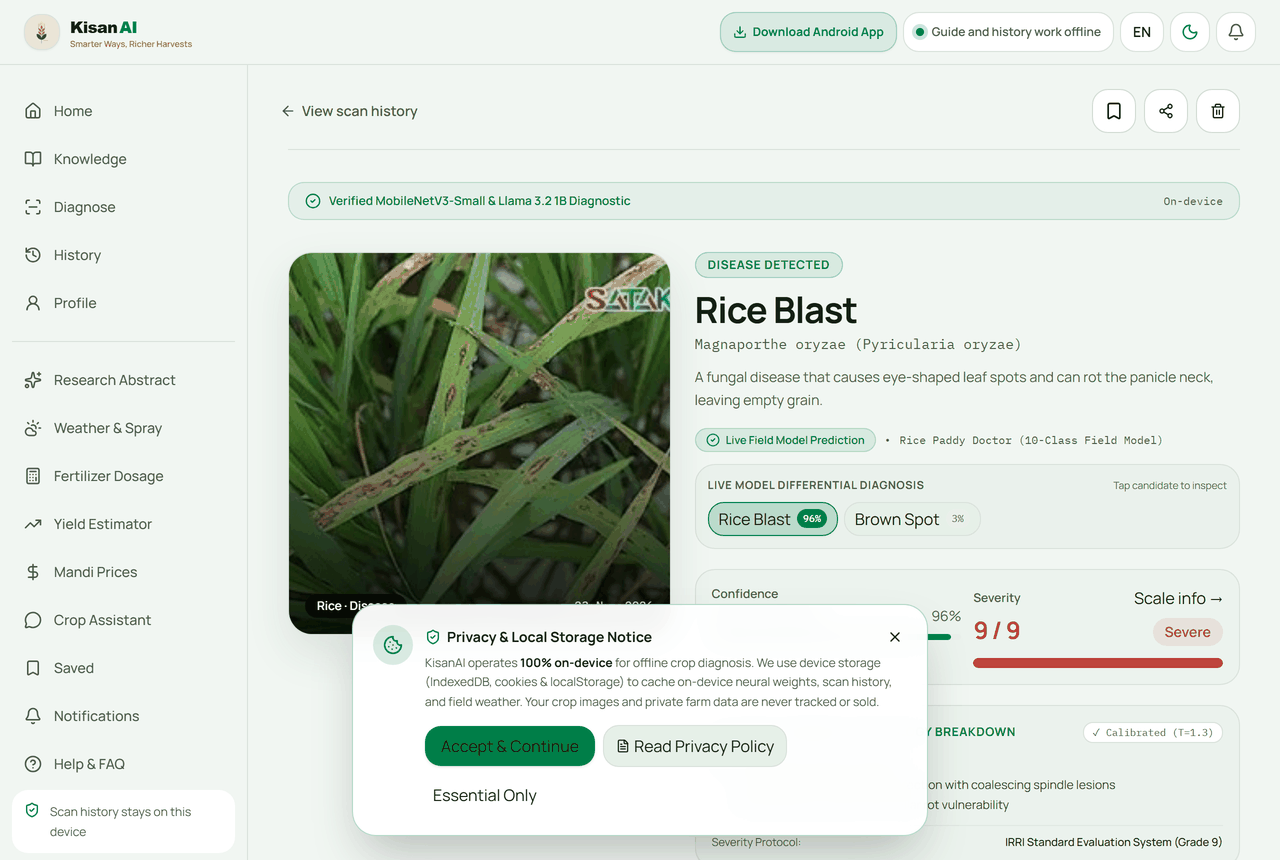 Kisan AI
Smarter Ways, Richer Harvests
Download Android App
Guide and history work offline
EN
Home
Knowledge
Diagnose
History
Profile
Research Abstract
Weather & Spray
Fertilizer Dosage
Yield Estimator
Mandi Prices
Crop Assistant
Saved
Notifications
Help & FAQ
Scan history stays on this
device
← View scan history
Verified MobileNetV3-Small & Llama 3.2 1B Diagnostic
On-device
SATAK
Rice · Disease
DISEASE DETECTED
Rice Blast
Magnaporthe oryzae (Pyricularia oryzae)
A fungal disease that causes eye-shaped leaf spots and can rot the panicle neck,
leaving empty grain.
Live Field Model Prediction • Rice Paddy Doctor (10-Class Field Model)
LIVE MODEL DIFFERENTIAL DIAGNOSIS
Tap candidate to inspect
Rice Blast 96%
Brown Spot 3%
Confidence
96%
Severity
Scale info →
9 / 9
Severe
Y BREAKDOWN
✓ Calibrated (T=1.3)
on with coalescing spindle lesions
ot vulnerability
Severity Protocol:
IRRI Standard Evaluation System (Grade 9)
Privacy & Local Storage Notice
KisanAI operates 100% on-device for offline crop diagnosis. We use device storage
(IndexedDB, cookies & localStorage) to cache on-device neural weights, scan history,
and field weather. Your crop images and private farm data are never tracked or sold.
Accept & Continue
Read Privacy Policy
Essential Only